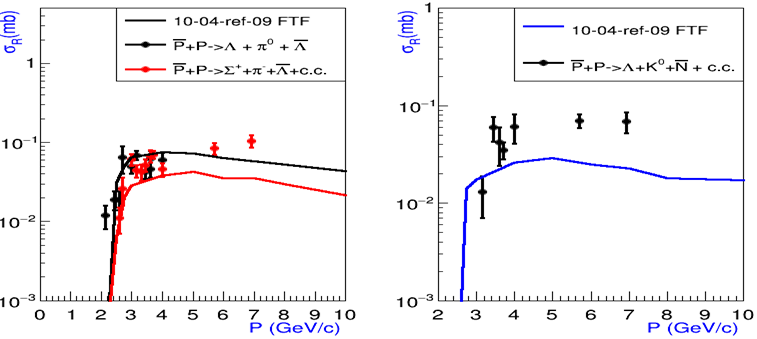 σR(mb)
10-04-ref-09 FTF
P̅+P->Λ + π⁰ + Λ̅
P̅+P->Σ⁺+π⁻+Λ̅+c.c.
1
10⁻¹
10⁻²
10⁻³
0 1 2 3 4 5 6 7 8 9 10
P (GeV/c)
σR(mb)
10-04-ref-09 FTF
P̅+P->Λ+K⁰+N̅ + c.c.
1
10⁻¹
10⁻²
10⁻³
2 3 4 5 6 7 8 9 10
P (GeV/c)